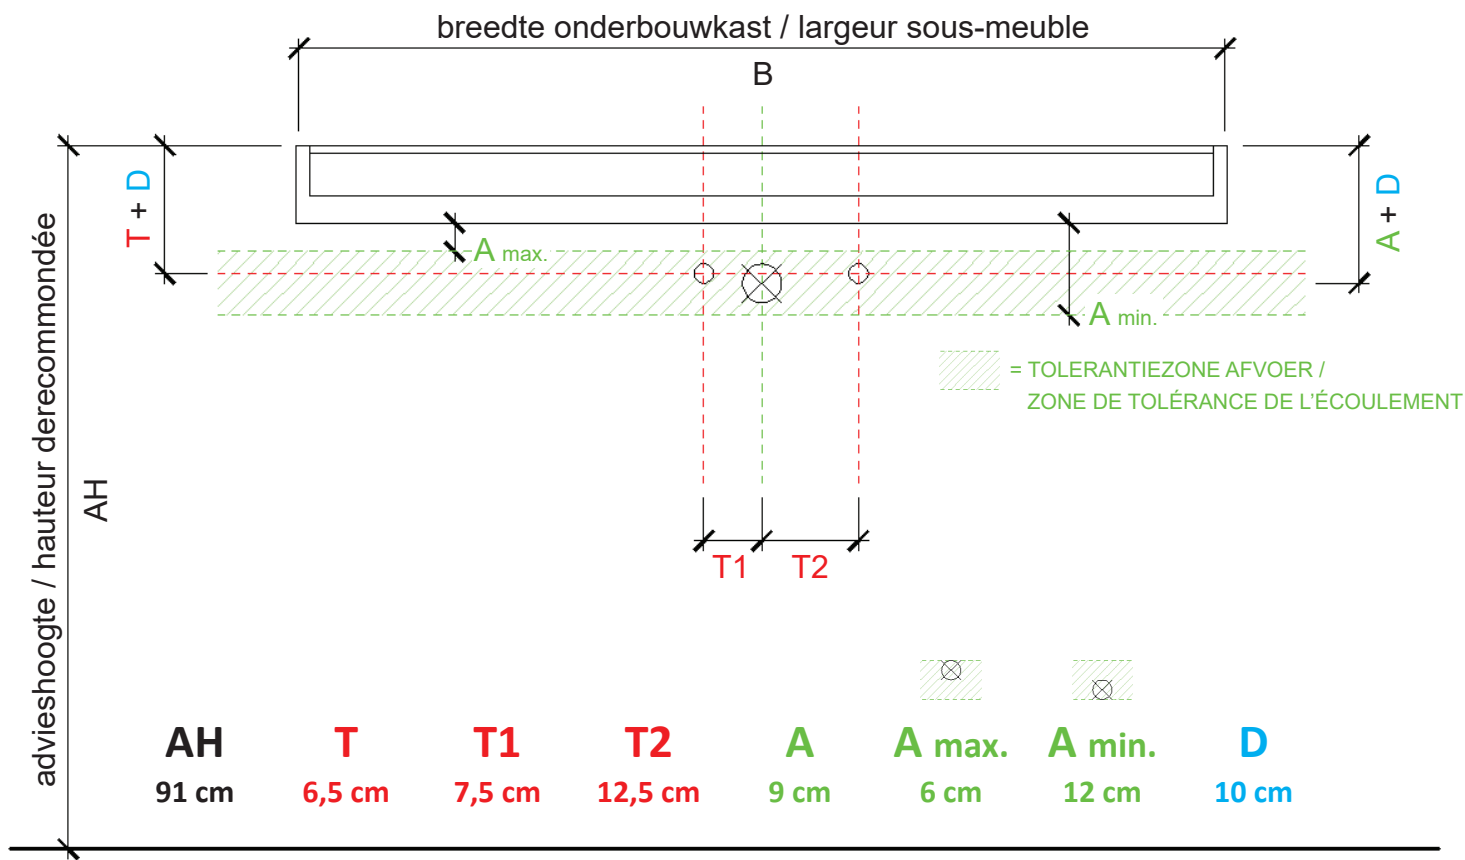 breedte onderbouwkast / largeur sous-meuble
B
T + D
A + D
A max.
A min.
= TOLERANTIEZONE AFVOER /
ZONE DE TOLÉRANCE DE L'ÉCOULEMENT
advieshoogte / hauteur derecommondée
AH
T1 T2
AH T T1 T2 A A max. A min. D
91 cm 6,5 cm 7,5 cm 12,5 cm 9 cm 6 cm 12 cm 10 cm